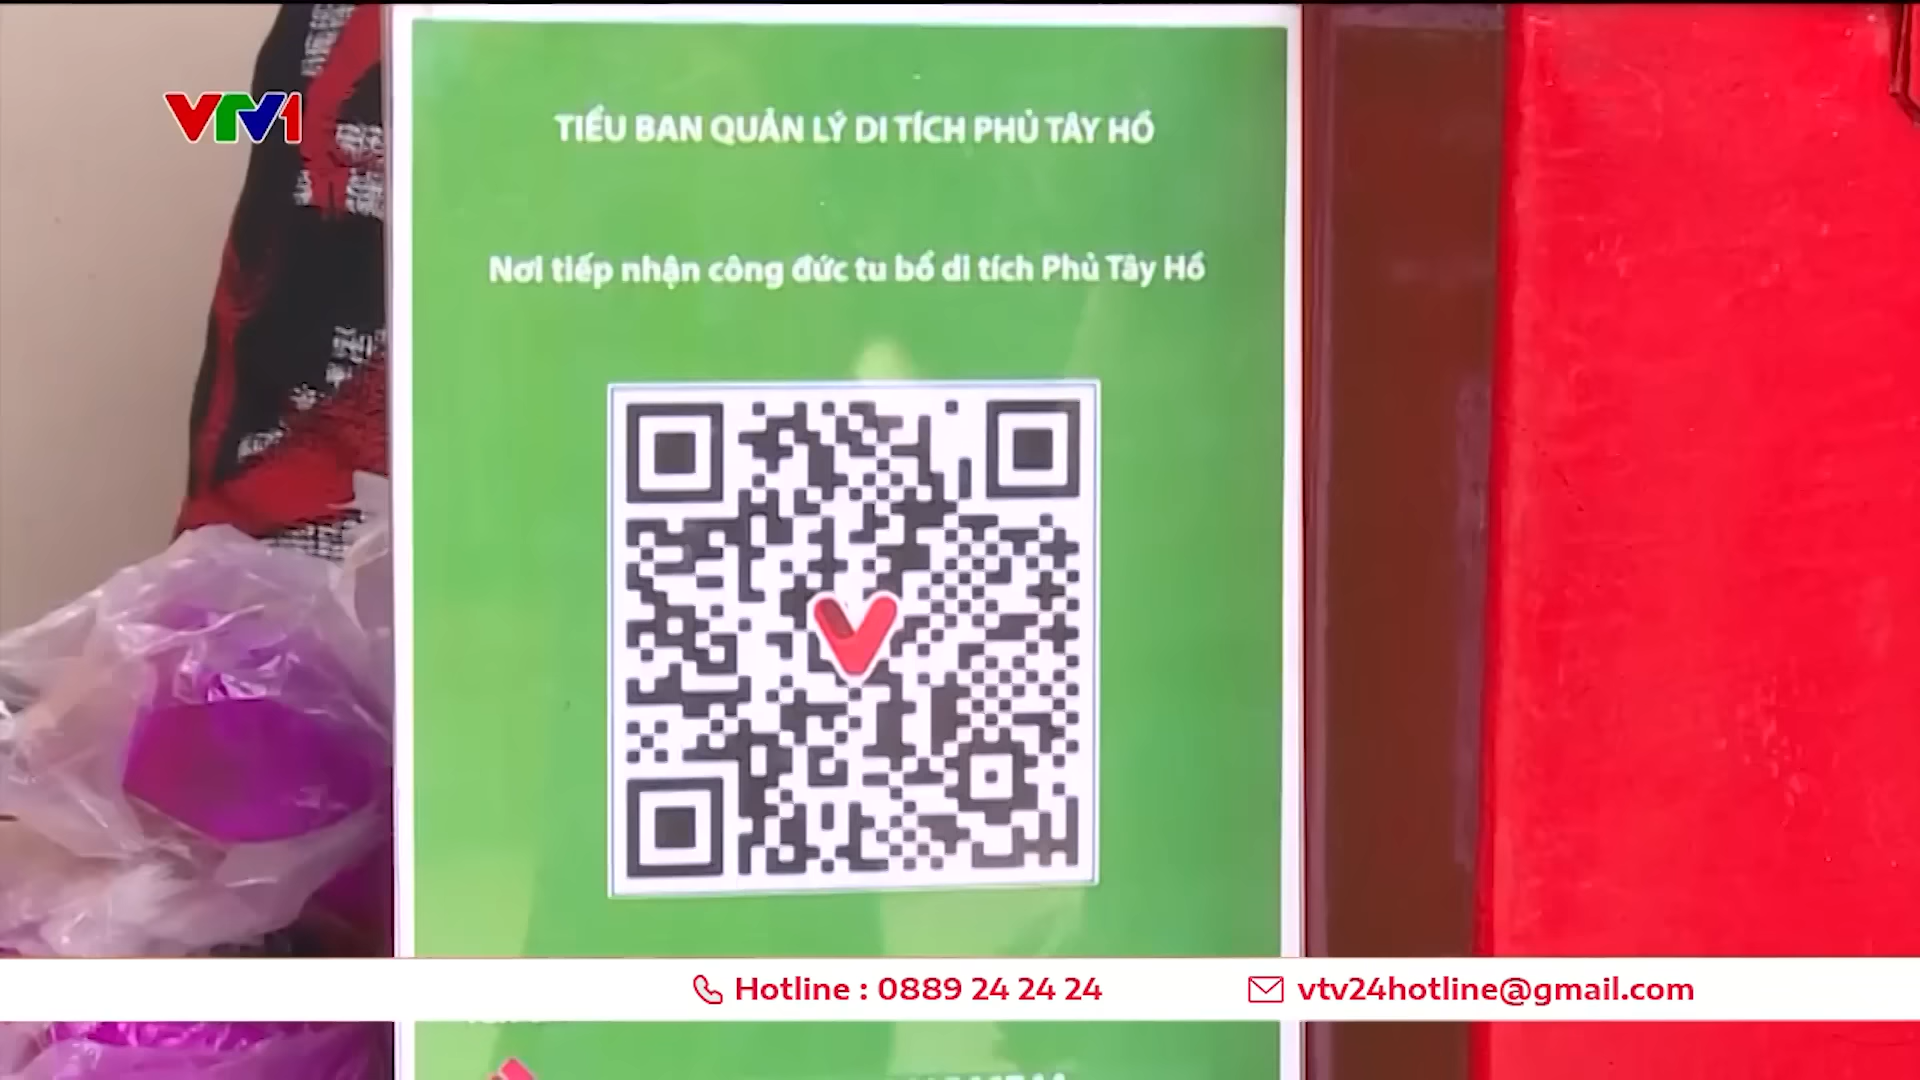 VTV1
TIỂU BAN QUẢN LÝ DI TÍCH PHỦ TÂY HỒ
Nơi tiếp nhận công đức tu bổ di tích Phủ Tây Hồ
Hotline : 0889 24 24 24
vtv24hotline@gmail.com